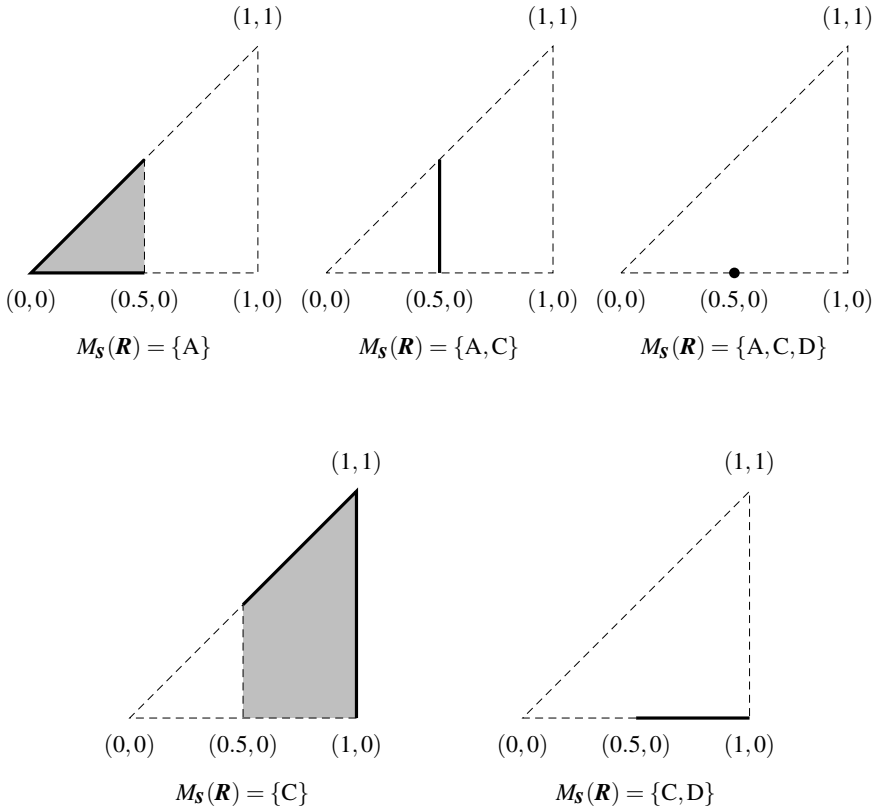 (1,1) (1,1) (1,1)
(0,0) (0.5,0) (1,0) (0,0) (0.5,0) (1,0) (0,0) (0.5,0) (1,0)
M_S(R) = {A} M_S(R) = {A,C} M_S(R) = {A,C,D}
(1,1) (1,1)
(0,0) (0.5,0) (1,0) (0,0) (0.5,0) (1,0)
M_S(R) = {C} M_S(R) = {C,D}